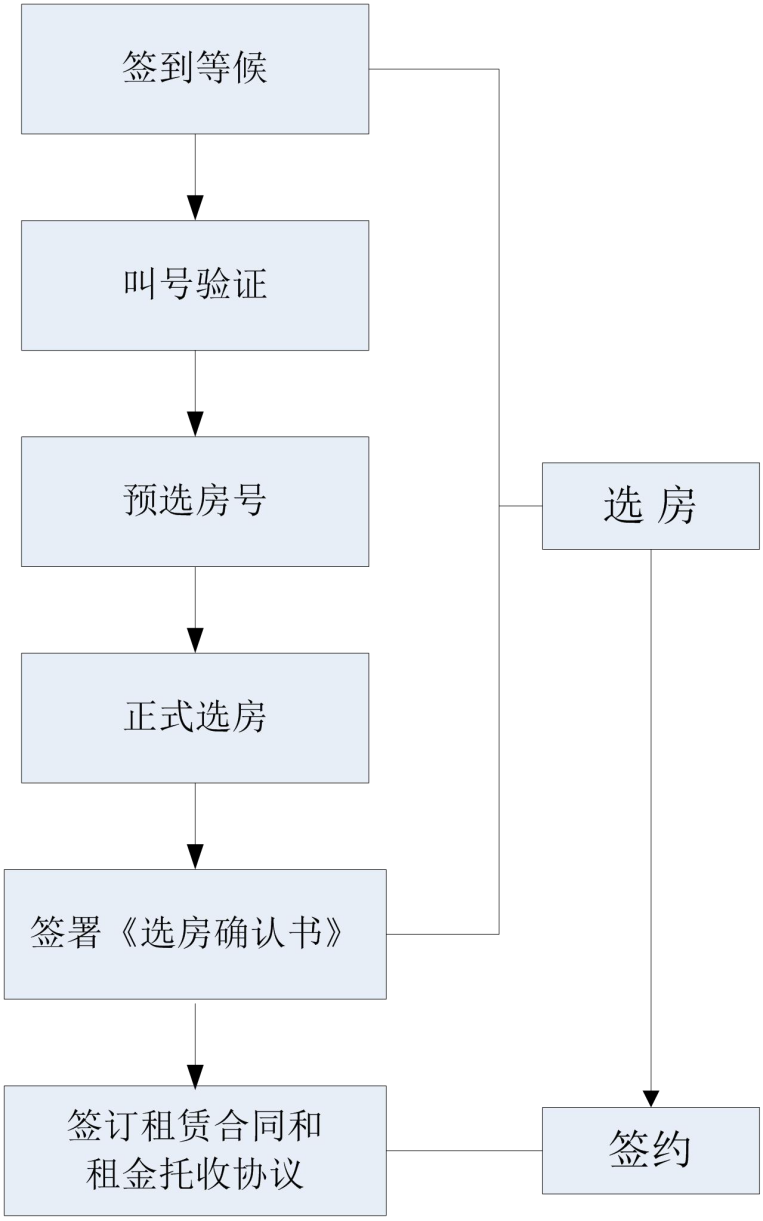 签到等候
叫号验证
预选房号
选 房
正式选房
签署《选房确认书》
签订租赁合同和
租金托收协议
签约